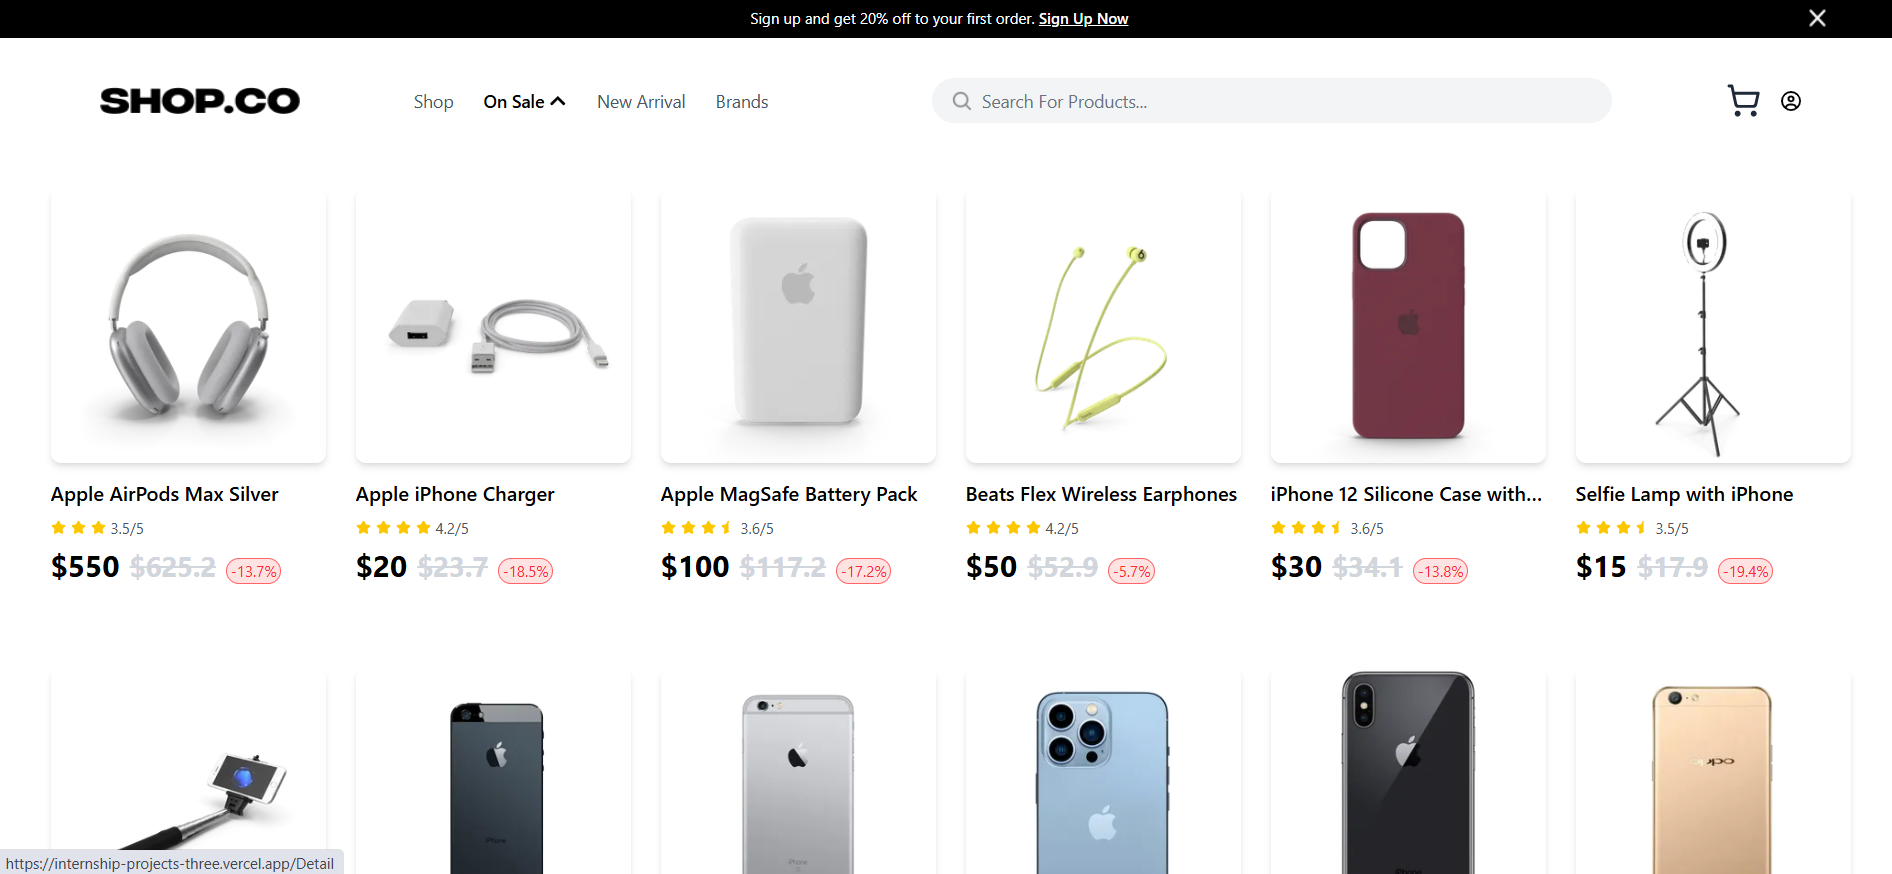 Sign up and get 20% off to your first order. Sign Up Now
SHOP.CO
Shop
On Sale
New Arrival
Brands
Search For Products...
Apple AirPods Max Silver
3.5/5
$550 $625.2 -13.7%
Apple iPhone Charger
4.2/5
$20 $23.7 -18.5%
Apple MagSafe Battery Pack
3.6/5
$100 $117.2 -17.2%
Beats Flex Wireless Earphones
4.2/5
$50 $52.9 -5.7%
iPhone 12 Silicone Case with...
3.6/5
$30 $34.1 -13.8%
Selfie Lamp with iPhone
3.5/5
$15 $17.9 -19.4%
iPhone
iPhone
iPhone
oppo
https://internship-projects-three.vercel.app/Detail